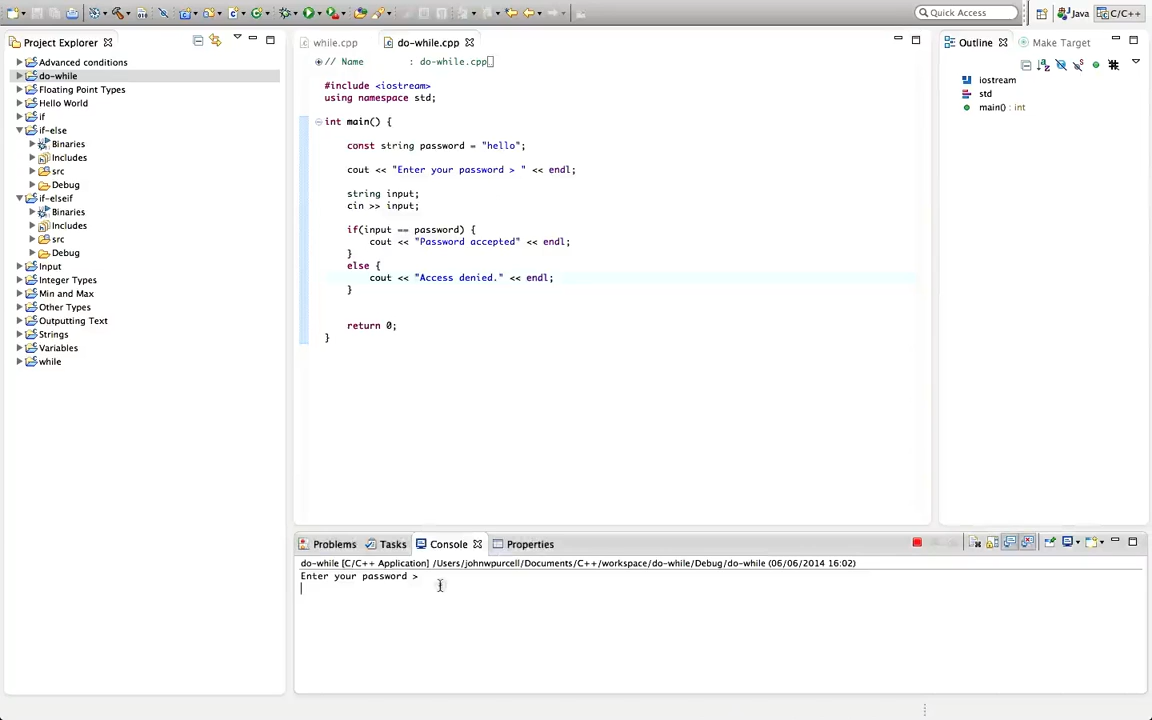 Quick Access
Java
C/C++
Project Explorer
Advanced conditions
do-while
Floating Point Types
Hello World
if
if-else
Binaries
Includes
src
Debug
if-elseif
Binaries
Includes
src
Debug
Input
Integer Types
Min and Max
Other Types
Outputting Text
Strings
Variables
while
while.cpp
do-while.cpp
// Name : do-while.cpp
#include <iostream>
using namespace std;
int main() {
const string password = "hello";
cout << "Enter your password > " << endl;
string input;
cin >> input;
if(input == password) {
cout << "Password accepted" << endl;
}
else {
cout << "Access denied." << endl;
}
return 0;
}
Outline
Make Target
iostream
std
main() : int
Problems
Tasks
Console
Properties
do-while [C/C++ Application] /Users/johnwpurcell/Documents/C++/workspace/do-while/Debug/do-while (06/06/2014 16:02)
Enter your password >